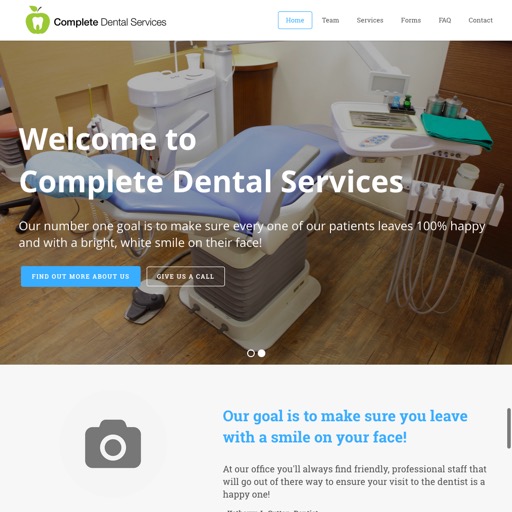 Complete Dental Services
Home Team Services Forms FAQ Contact
Welcome to
Complete Dental Services
Our number one goal is to make sure every one of our patients leaves 100% happy
and with a bright, white smile on their face!
FIND OUT MORE ABOUT US GIVE US A CALL
Our goal is to make sure you leave
with a smile on your face!
At our office you'll always find friendly, professional staff that
will go out of there way to ensure your visit to the dentist is a
happy one!